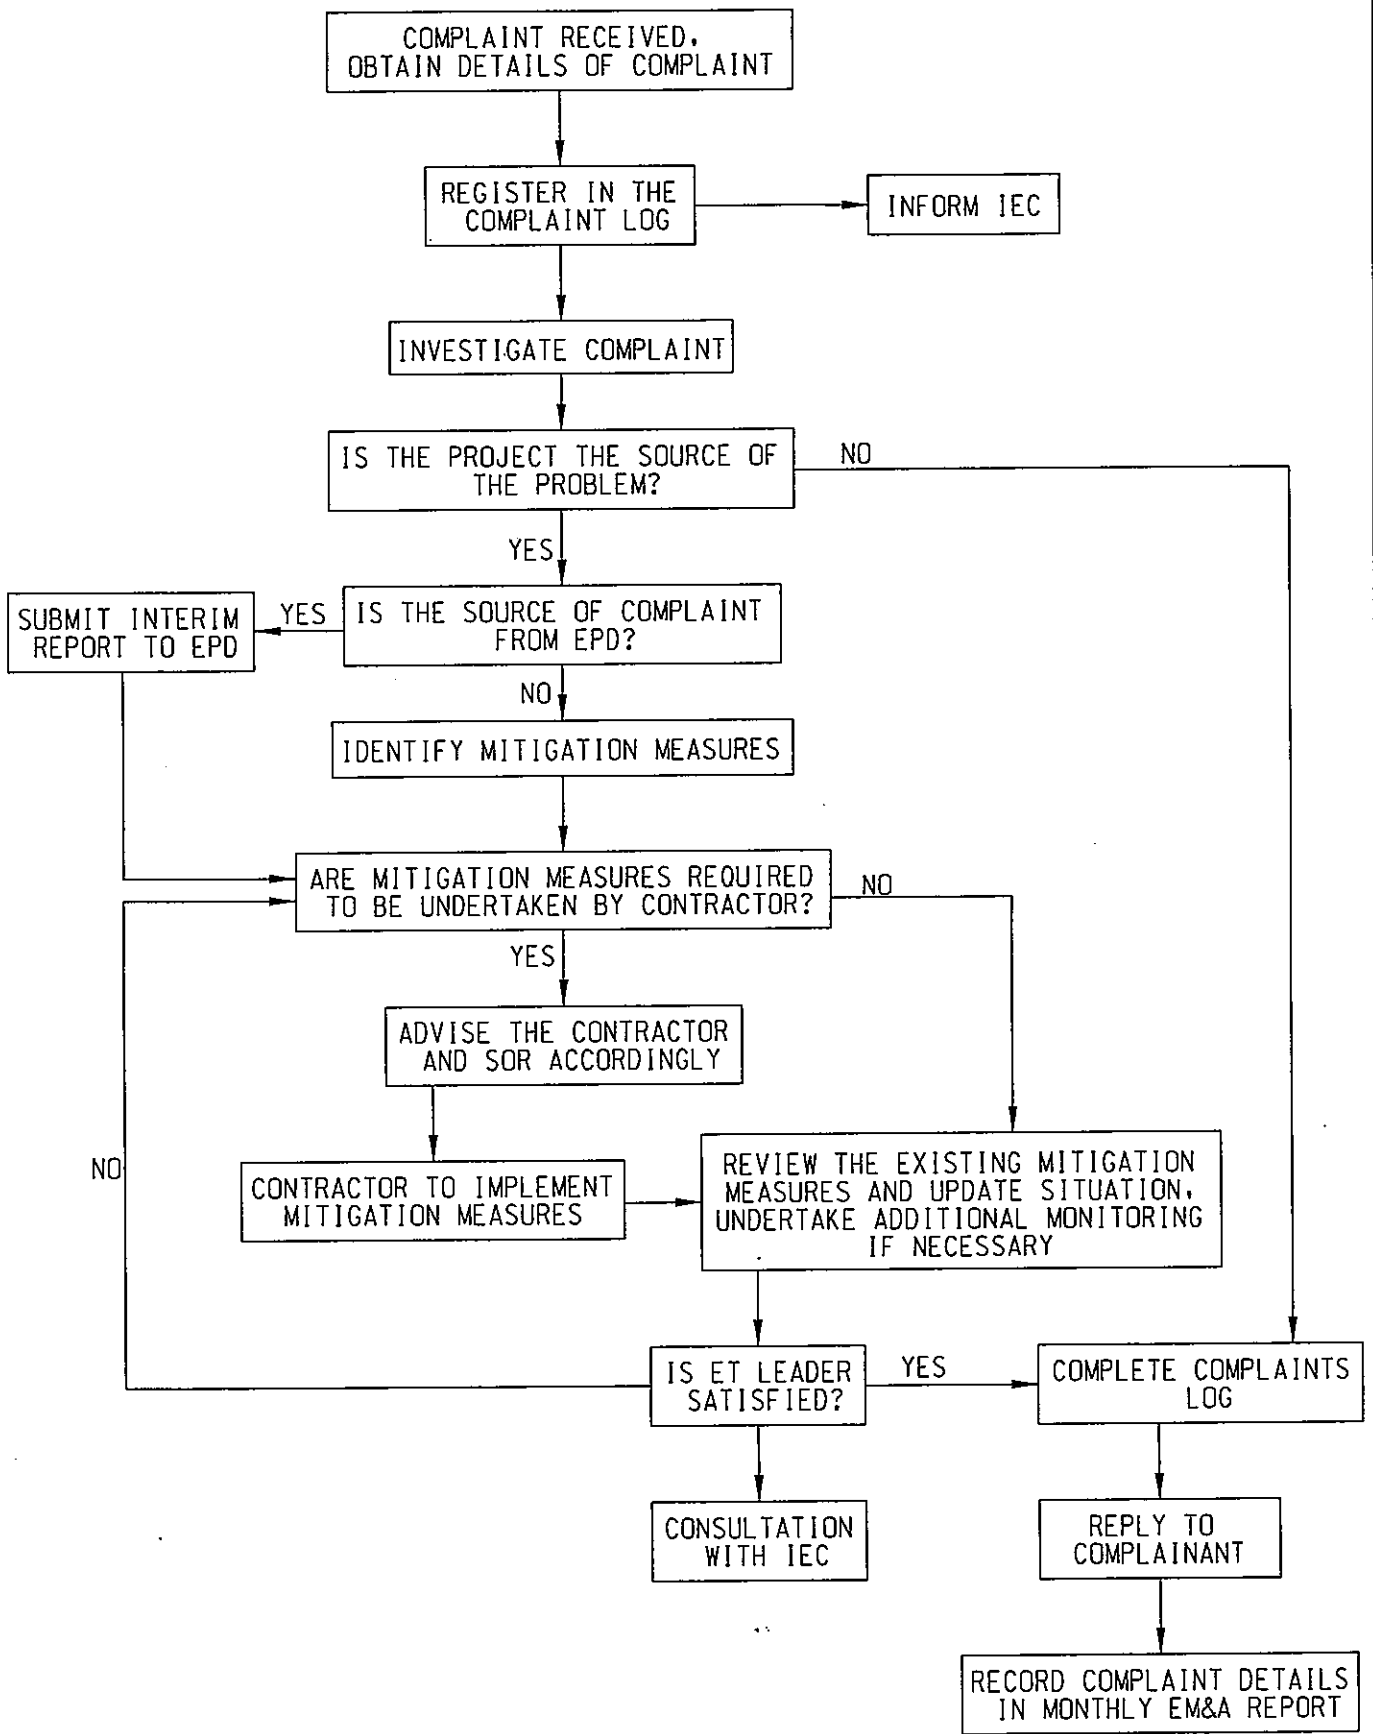 COMPLAINT RECEIVED,
OBTAIN DETAILS OF COMPLAINT
REGISTER IN THE
COMPLAINT LOG
INFORM IEC
INVESTIGATE COMPLAINT
IS THE PROJECT THE SOURCE OF
THE PROBLEM?
NO
YES
SUBMIT INTERIM
REPORT TO EPD
YES
IS THE SOURCE OF COMPLAINT
FROM EPD?
NO
IDENTIFY MITIGATION MEASURES
ARE MITIGATION MEASURES REQUIRED
TO BE UNDERTAKEN BY CONTRACTOR?
NO
YES
ADVISE THE CONTRACTOR
AND SOR ACCORDINGLY
NO
CONTRACTOR TO IMPLEMENT
MITIGATION MEASURES
REVIEW THE EXISTING MITIGATION
MEASURES AND UPDATE SITUATION,
UNDERTAKE ADDITIONAL MONITORING
IF NECESSARY
IS ET LEADER
SATISFIED?
YES
COMPLETE COMPLAINTS
LOG
CONSULTATION
WITH IEC
REPLY TO
COMPLAINANT
RECORD COMPLAINT DETAILS
IN MONTHLY EM&A REPORT